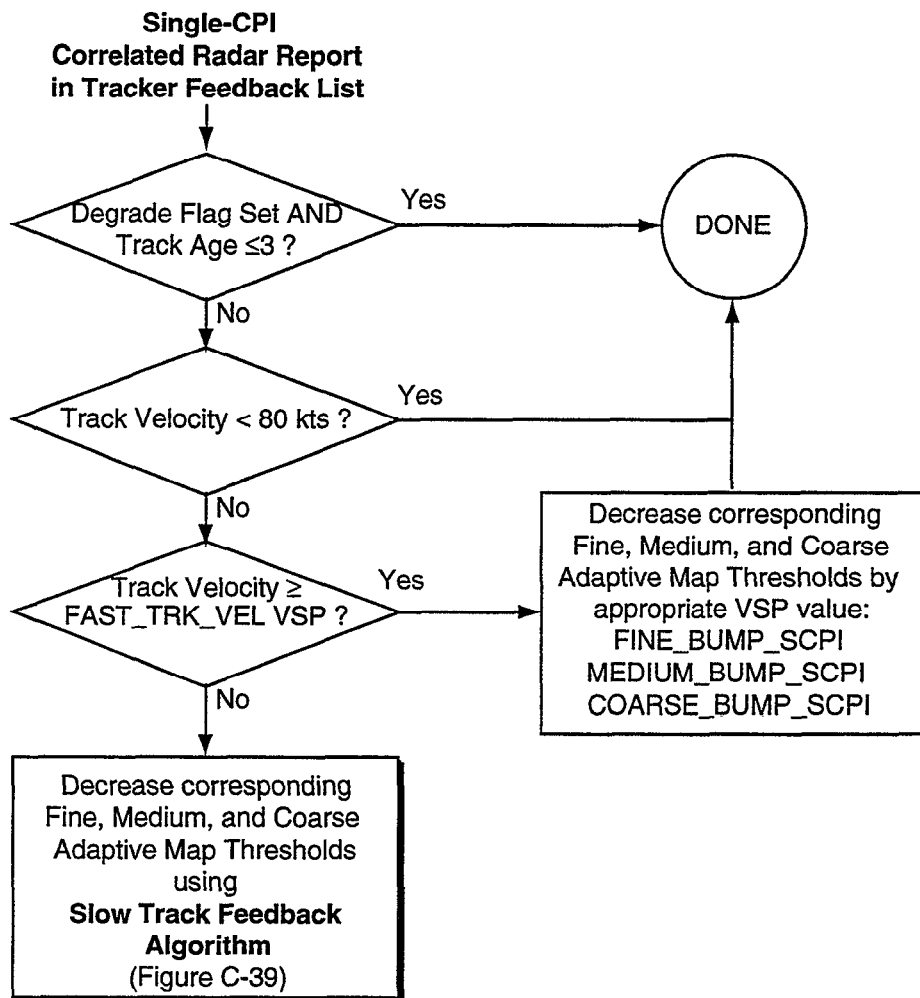 Single-CPI
Correlated Radar Report
in Tracker Feedback List
Degrade Flag Set AND
Track Age ≤3 ?
Yes
DONE
No
Track Velocity < 80 kts ?
Yes
No
Track Velocity ≥
FAST_TRK_VEL VSP ?
Yes
Decrease corresponding
Fine, Medium, and Coarse
Adaptive Map Thresholds by
appropriate VSP value:
FINE_BUMP_SCPI
MEDIUM_BUMP_SCPI
COARSE_BUMP_SCPI
No
Decrease corresponding
Fine, Medium, and Coarse
Adaptive Map Thresholds
using
Slow Track Feedback
Algorithm
(Figure C-39)